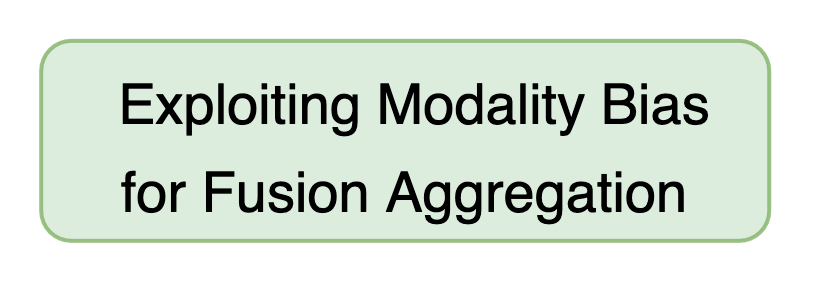 Exploiting Modality Bias
for Fusion Aggregation